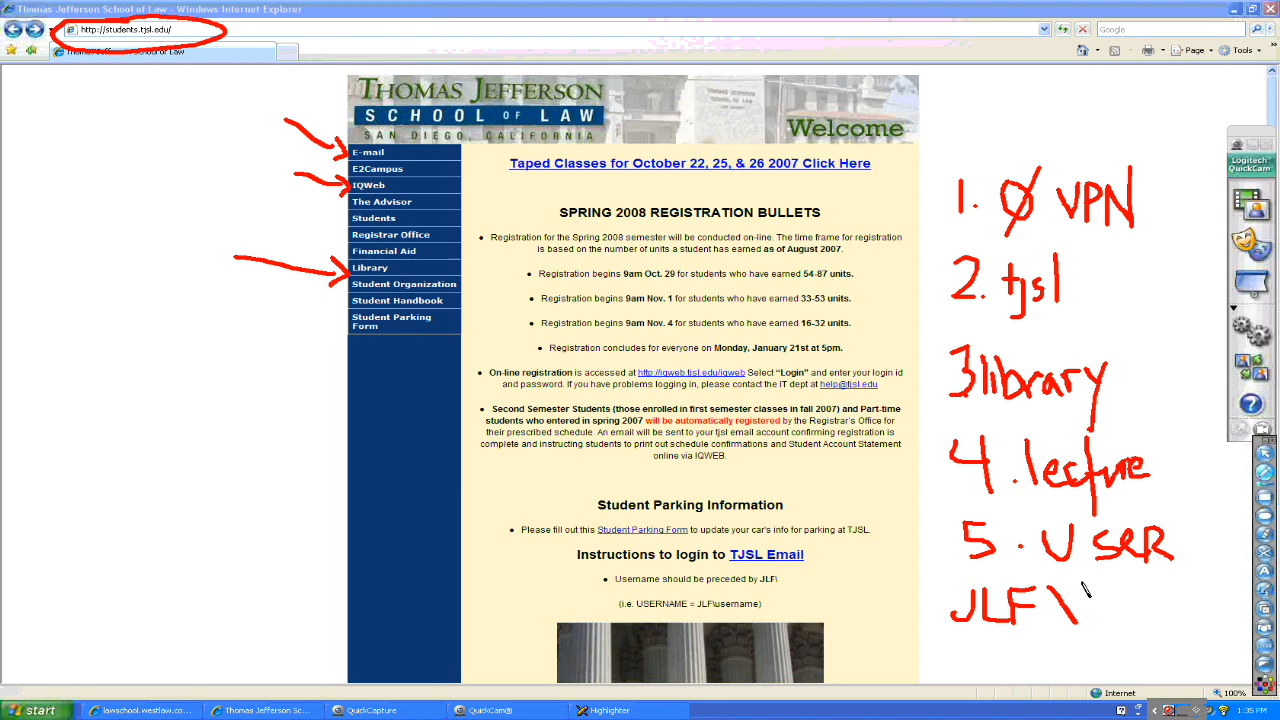 Thomas Jefferson School of Law - Windows Internet Explorer
http://students.tjsl.edu/
Google
Thomas Jefferson School of Law
Page
Tools
THOMAS JEFFERSON
SCHOOL OF LAW
SAN DIEGO, CALIFORNIA
Welcome
E-mail
E2Campus
IQWeb
The Advisor
Students
Registrar Office
Financial Aid
Library
Student Organization
Student Handbook
Student Parking
Form
Taped Classes for October 22, 25, & 26 2007 Click Here
SPRING 2008 REGISTRATION BULLETS
• Registration for the Spring 2008 semester will be conducted on-line. The time frame for registration
is based on the number of units a student has earned as of August 2007.
• Registration begins 9am Oct. 29 for students who have earned 54-87 units.
• Registration begins 9am Nov. 1 for students who have earned 33-53 units.
• Registration begins 9am Nov. 4 for students who have earned 16-32 units.
• Registration concludes for everyone on Monday, January 21st at 5pm.
• On-line registration is accessed at http://iqweb.tjsl.edu/iqweb Select “Login” and enter your login id
and password. If you have problems logging in, please contact the IT dept at help@tjsl.edu
• Second Semester Students (those enrolled in first semester classes in fall 2007) and Part-time
students who entered in spring 2007 will be automatically registered by the Registrar's Office for
their prescribed schedule. An email will be sent to your tjsl email account confirming registration is
complete and instructing students to print out schedule confirmations and Student Account Statement
online via IQWEB.
Student Parking Information
• Please fill out this Student Parking Form to update your car's info for parking at TJSL.
Instructions to login to TJSL Email
• Username should be preceded by JLF\
(i.e. USERNAME = JLF\username)
1. Ø VPN
2. tjsl
3 library
4. lecture
5. USER
JLF\
Logitech
QuickCam
Internet
100%
start
lawschool.westlaw.co...
Thomas Jefferson Sc...
QuickCapture
QuickCam®
Highlighter
1:35 PM